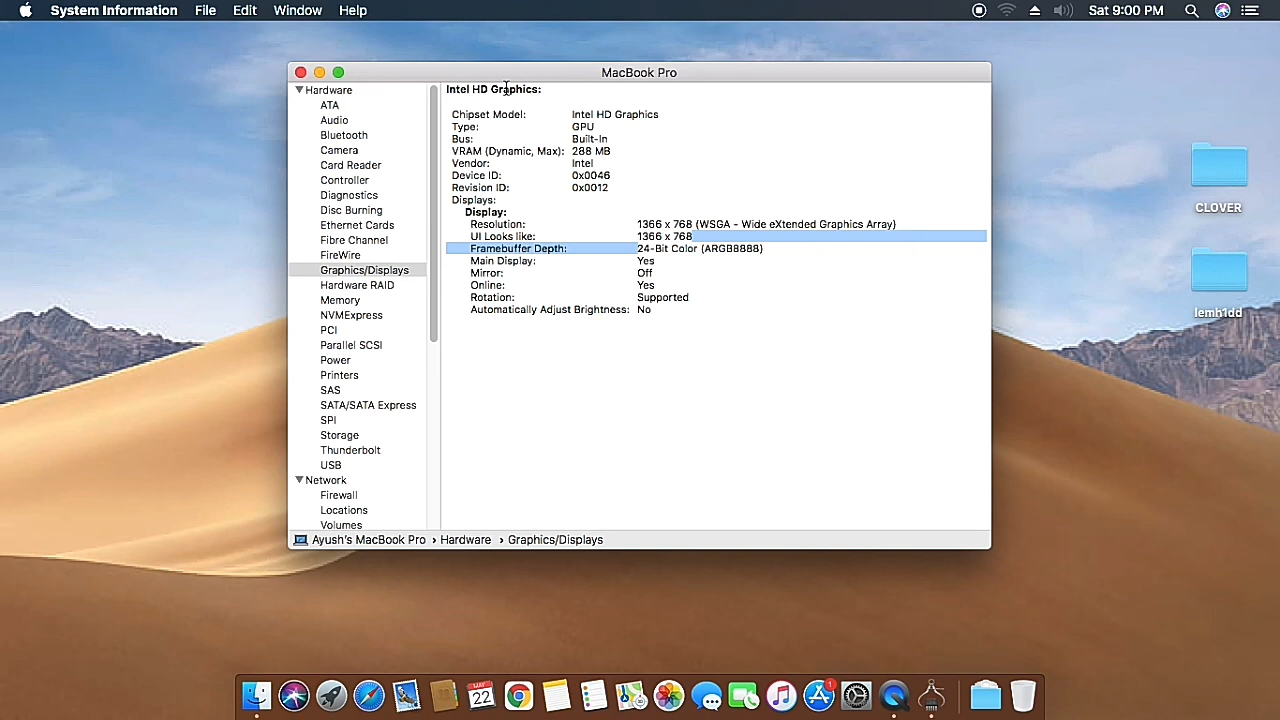 System Information File Edit Window Help Sat 9:00 PM
MacBook Pro
Hardware
ATA
Audio
Bluetooth
Camera
Card Reader
Controller
Diagnostics
Disc Burning
Ethernet Cards
Fibre Channel
FireWire
Graphics/Displays
Hardware RAID
Memory
NVMExpress
PCI
Parallel SCSI
Power
Printers
SAS
SATA/SATA Express
SPI
Storage
Thunderbolt
USB
Network
Firewall
Locations
Volumes
Intel HD Graphics:
Chipset Model: Intel HD Graphics
Type: GPU
Bus: Built-In
VRAM (Dynamic, Max): 288 MB
Vendor: Intel
Device ID: 0x0046
Revision ID: 0x0012
Displays:
Display:
Resolution: 1366 x 768 (WSGA - Wide eXtended Graphics Array)
UI Looks like: 1366 x 768
Framebuffer Depth: 24-Bit Color (ARGB8888)
Main Display: Yes
Mirror: Off
Online: Yes
Rotation: Supported
Automatically Adjust Brightness: No
Ayush's MacBook Pro › Hardware › Graphics/Displays
CLOVER
lemh1dd
MAY
22
1